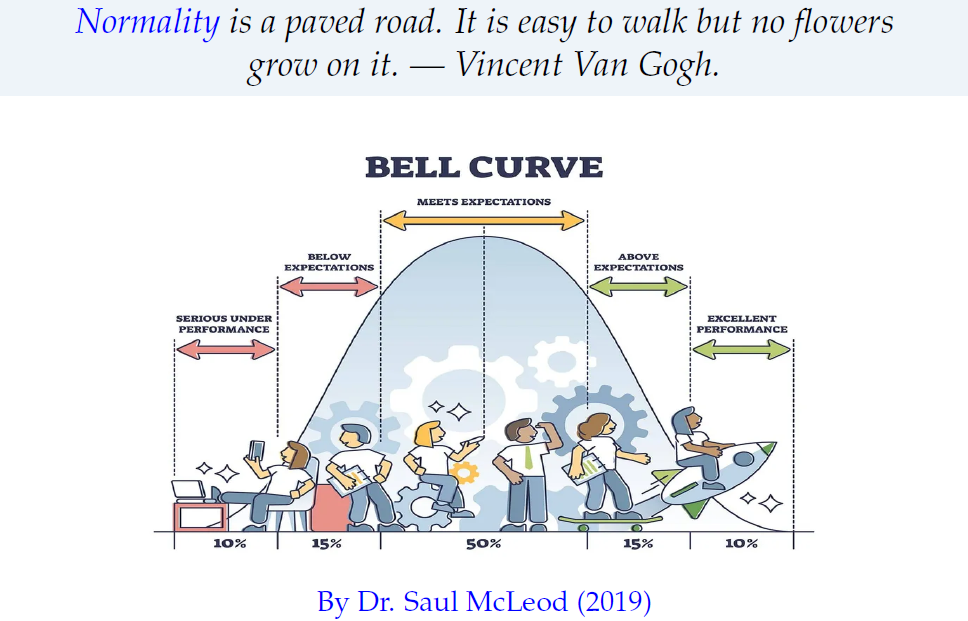 Normality is a paved road. It is easy to walk but no flowers
grow on it. — Vincent Van Gogh.
BELL CURVE
MEETS EXPECTATIONS
BELOW
EXPECTATIONS
ABOVE
EXPECTATIONS
SERIOUS UNDER
PERFORMANCE
EXCELLENT
PERFORMANCE
10% 15% 50% 15% 10%
By Dr. Saul McLeod (2019)